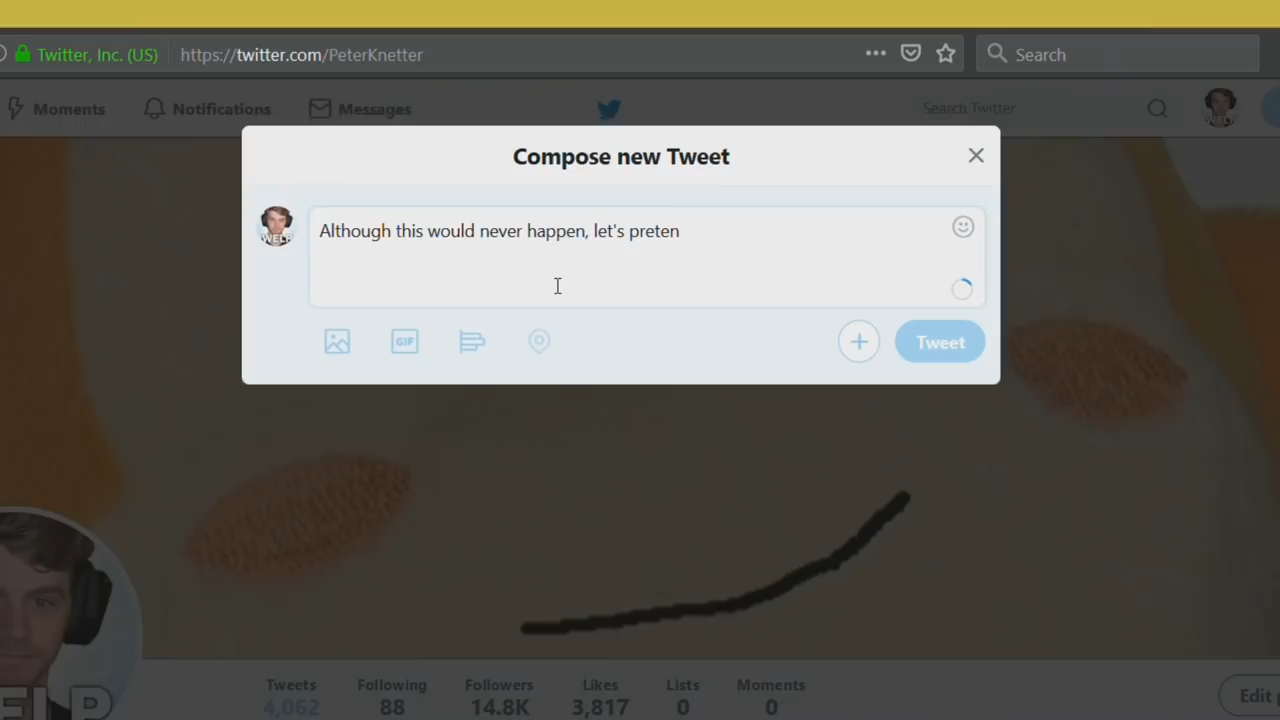 Twitter, Inc. (US) https://twitter.com/PeterKnetter ••• Search
Moments Notifications Messages Search Twitter
Compose new Tweet
WELP
Although this would never happen, let's preten
GIF
Tweet
Tweets Following Followers Likes Lists Moments
4,062 88 14.8K 3,817 0 0
Edit
ELP